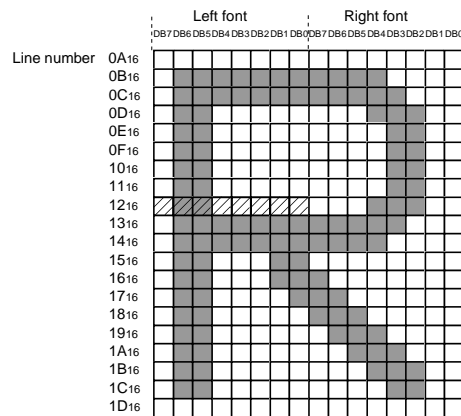 Left font Right font
DB7 DB6 DB5 DB4 DB3 DB2 DB1 DB0 DB7 DB6 DB5 DB4 DB3 DB2 DB1 DB0
Line number 0A16
0B16
0C16
0D16
0E16
0F16
1016
1116
1216
1316
1416
1516
1616
1716
1816
1916
1A16
1B16
1C16
1D16